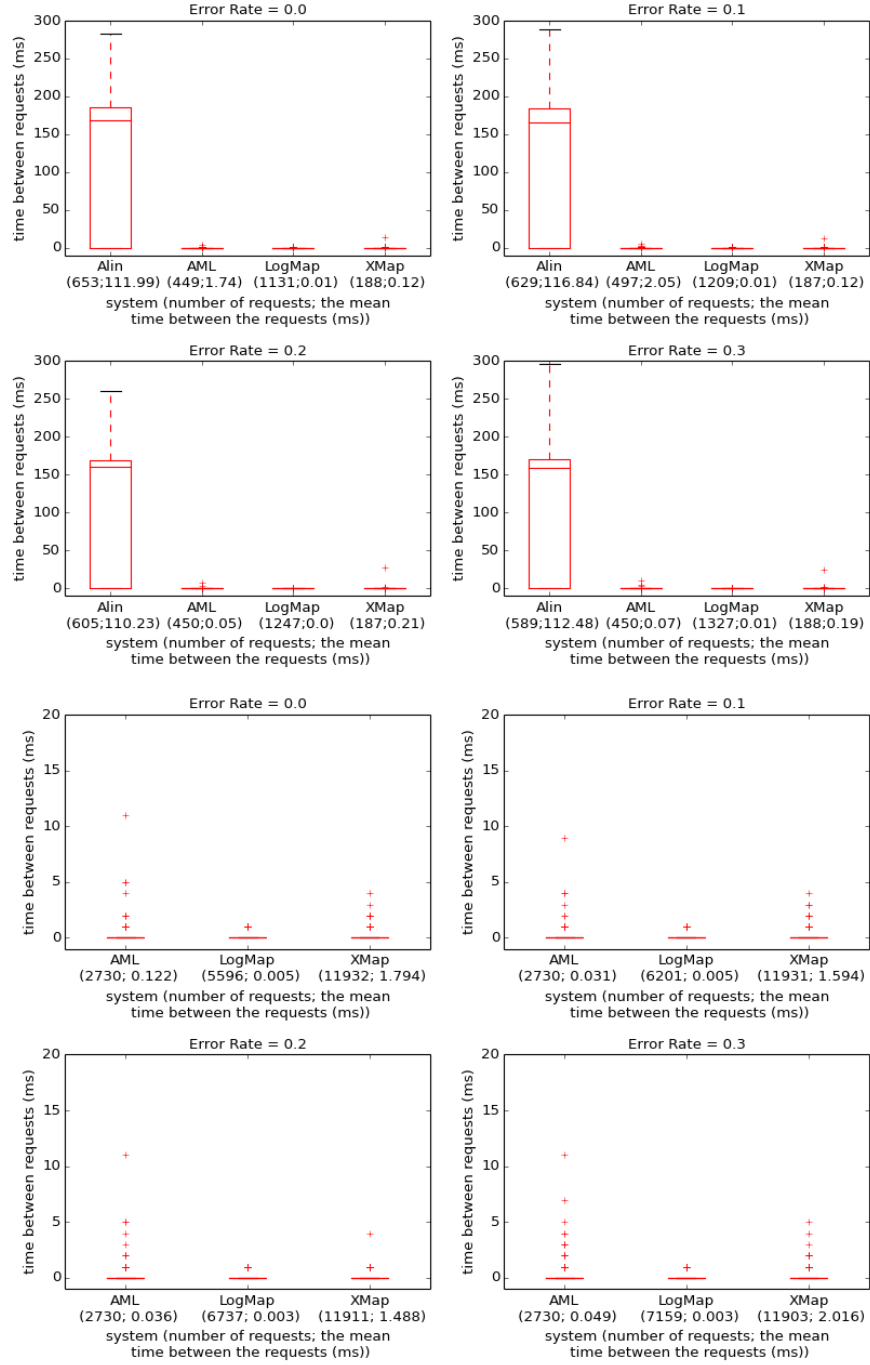 Error Rate = 0.0
time between requests (ms)
300
250
200
150
100
50
0
Alin AML LogMap XMap
(653;111.99) (449;1.74) (1131;0.01) (188;0.12)
system (number of requests; the mean
time between the requests (ms))
Error Rate = 0.1
time between requests (ms)
300
250
200
150
100
50
0
Alin AML LogMap XMap
(629;116.84) (497;2.05) (1209;0.01) (187;0.12)
system (number of requests; the mean
time between the requests (ms))
Error Rate = 0.2
time between requests (ms)
300
250
200
150
100
50
0
Alin AML LogMap XMap
(605;110.23) (450;0.05) (1247;0.0) (187;0.21)
system (number of requests; the mean
time between the requests (ms))
Error Rate = 0.3
time between requests (ms)
300
250
200
150
100
50
0
Alin AML LogMap XMap
(589;112.48) (450;0.07) (1327;0.01) (188;0.19)
system (number of requests; the mean
time between the requests (ms))
Error Rate = 0.0
time between requests (ms)
20
15
10
5
0
AML LogMap XMap
(2730; 0.122) (5596; 0.005) (11932; 1.794)
system (number of requests; the mean
time between the requests (ms))
Error Rate = 0.1
time between requests (ms)
20
15
10
5
0
AML LogMap XMap
(2730; 0.031) (6201; 0.005) (11931; 1.594)
system (number of requests; the mean
time between the requests (ms))
Error Rate = 0.2
time between requests (ms)
20
15
10
5
0
AML LogMap XMap
(2730; 0.036) (6737; 0.003) (11911; 1.488)
system (number of requests; the mean
time between the requests (ms))
Error Rate = 0.3
time between requests (ms)
20
15
10
5
0
AML LogMap XMap
(2730; 0.049) (7159; 0.003) (11903; 2.016)
system (number of requests; the mean
time between the requests (ms))